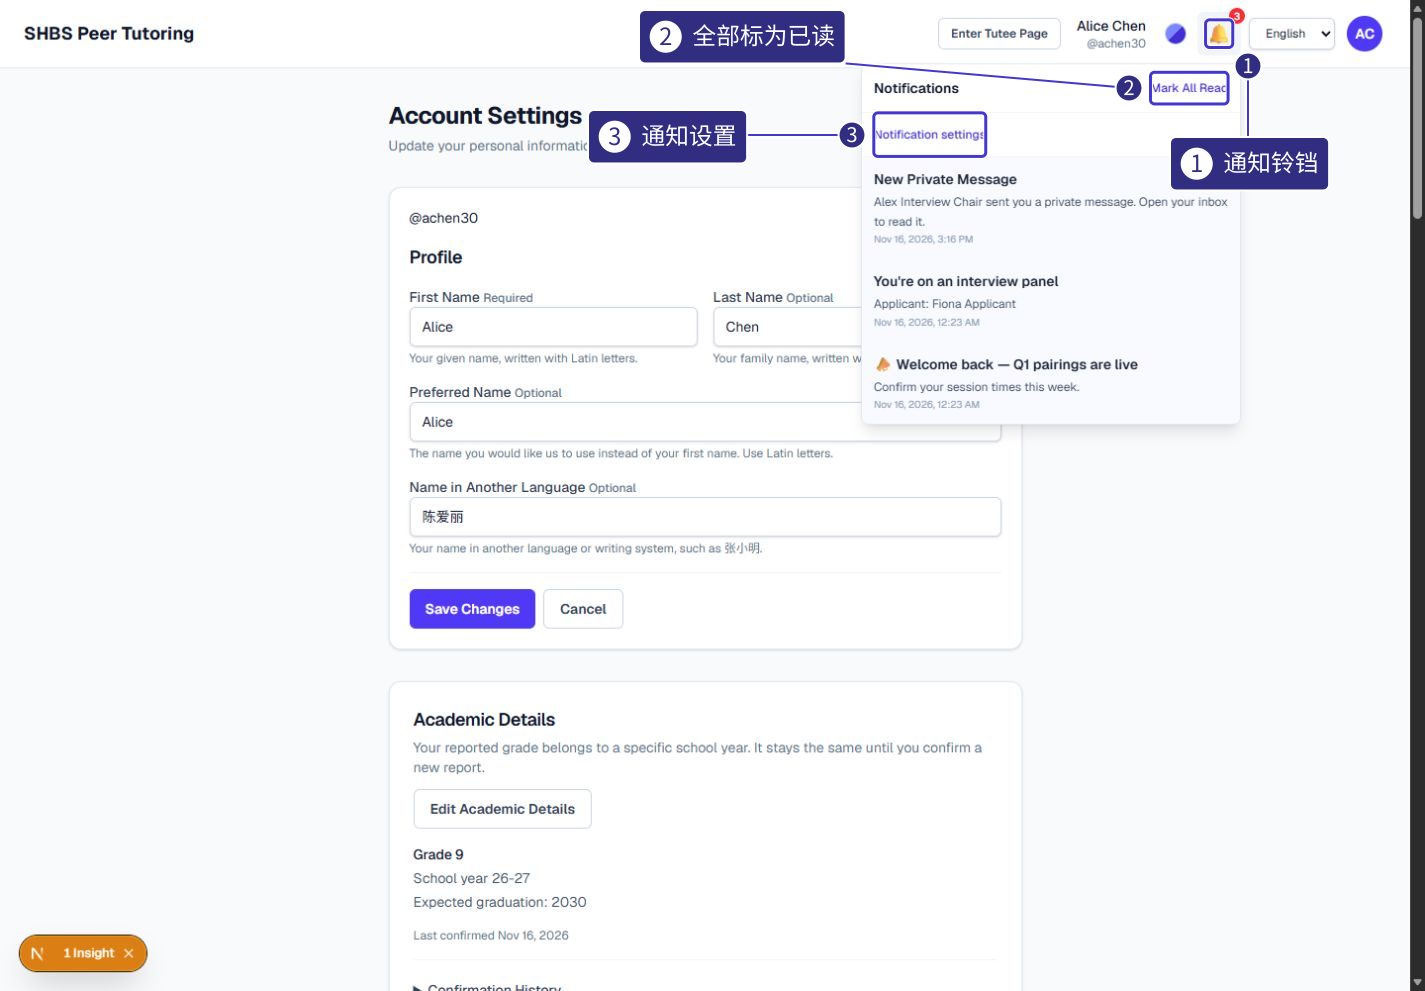 SHBS Peer Tutoring
2 全部标为已读
Enter Tutee Page
Alice Chen
@achen30
3
English
AC
1
Notifications
2
Mark All Read
Account Settings
Update your personal
3 通知设置
3
Notification settings
1 通知铃铛
New Private Message
Alex Interview Chair sent you a private message. Open your inbox
to read it.
Nov 16, 2026, 3:16 PM
You're on an interview panel
Applicant: Fiona Applicant
Nov 16, 2026, 12:23 AM
Welcome back — Q1 pairings are live
Confirm your session times this week.
Nov 16, 2026, 12:23 AM
@achen30
Profile
First Name Required
Last Name Optional
Alice
Chen
Your given name, written with Latin letters.
Your family name, written
Preferred Name Optional
Alice
The name you would like us to use instead of your first name. Use Latin letters.
Name in Another Language Optional
陈爱丽
Your name in another language or writing system, such as 张小明.
Save Changes
Cancel
Academic Details
Your reported grade belongs to a specific school year. It stays the same until you confirm a
new report.
Edit Academic Details
Grade 9
School year 26-27
Expected graduation: 2030
Last confirmed Nov 16, 2026
Confirmation History
N 1 Insight ×